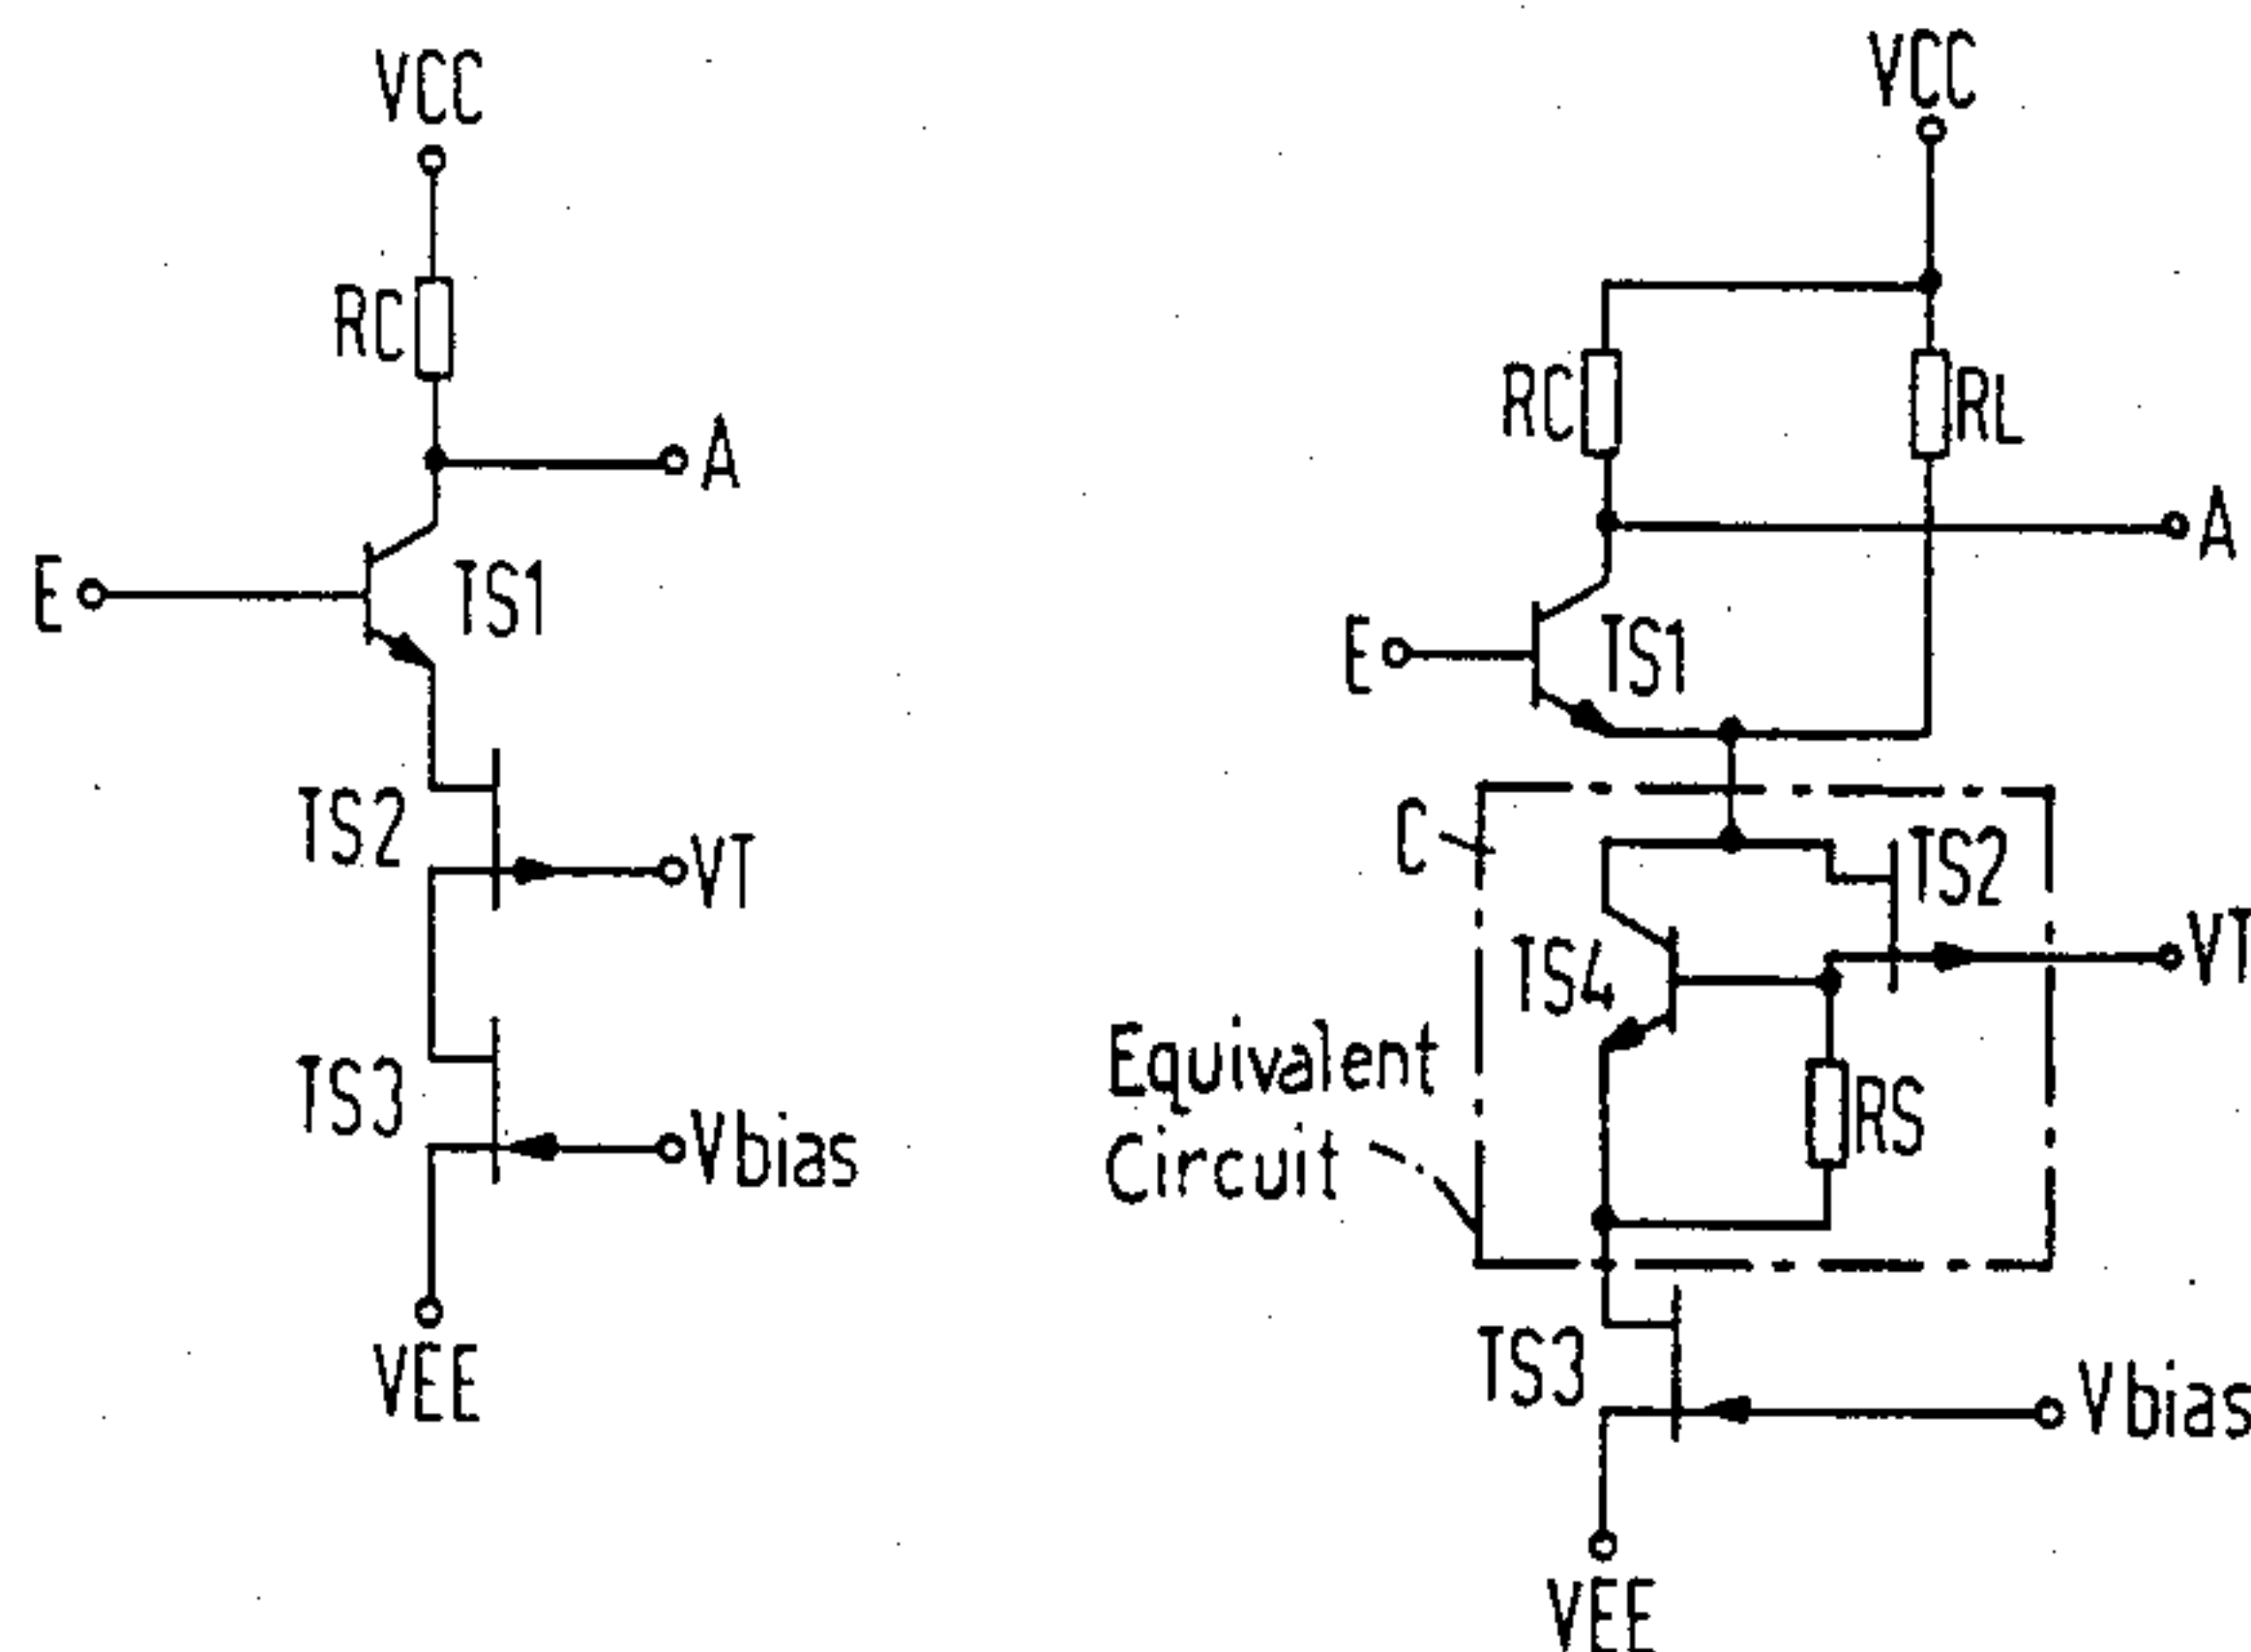 VCC
RC
A
E
TS1
TS2
VT
TS3
Vbias
VEE
VCC
RC
RL
A
E
TS1
C
TS2
TS4
VT
Equivalent
Circuit
RS
TS3
Vbias
VEE